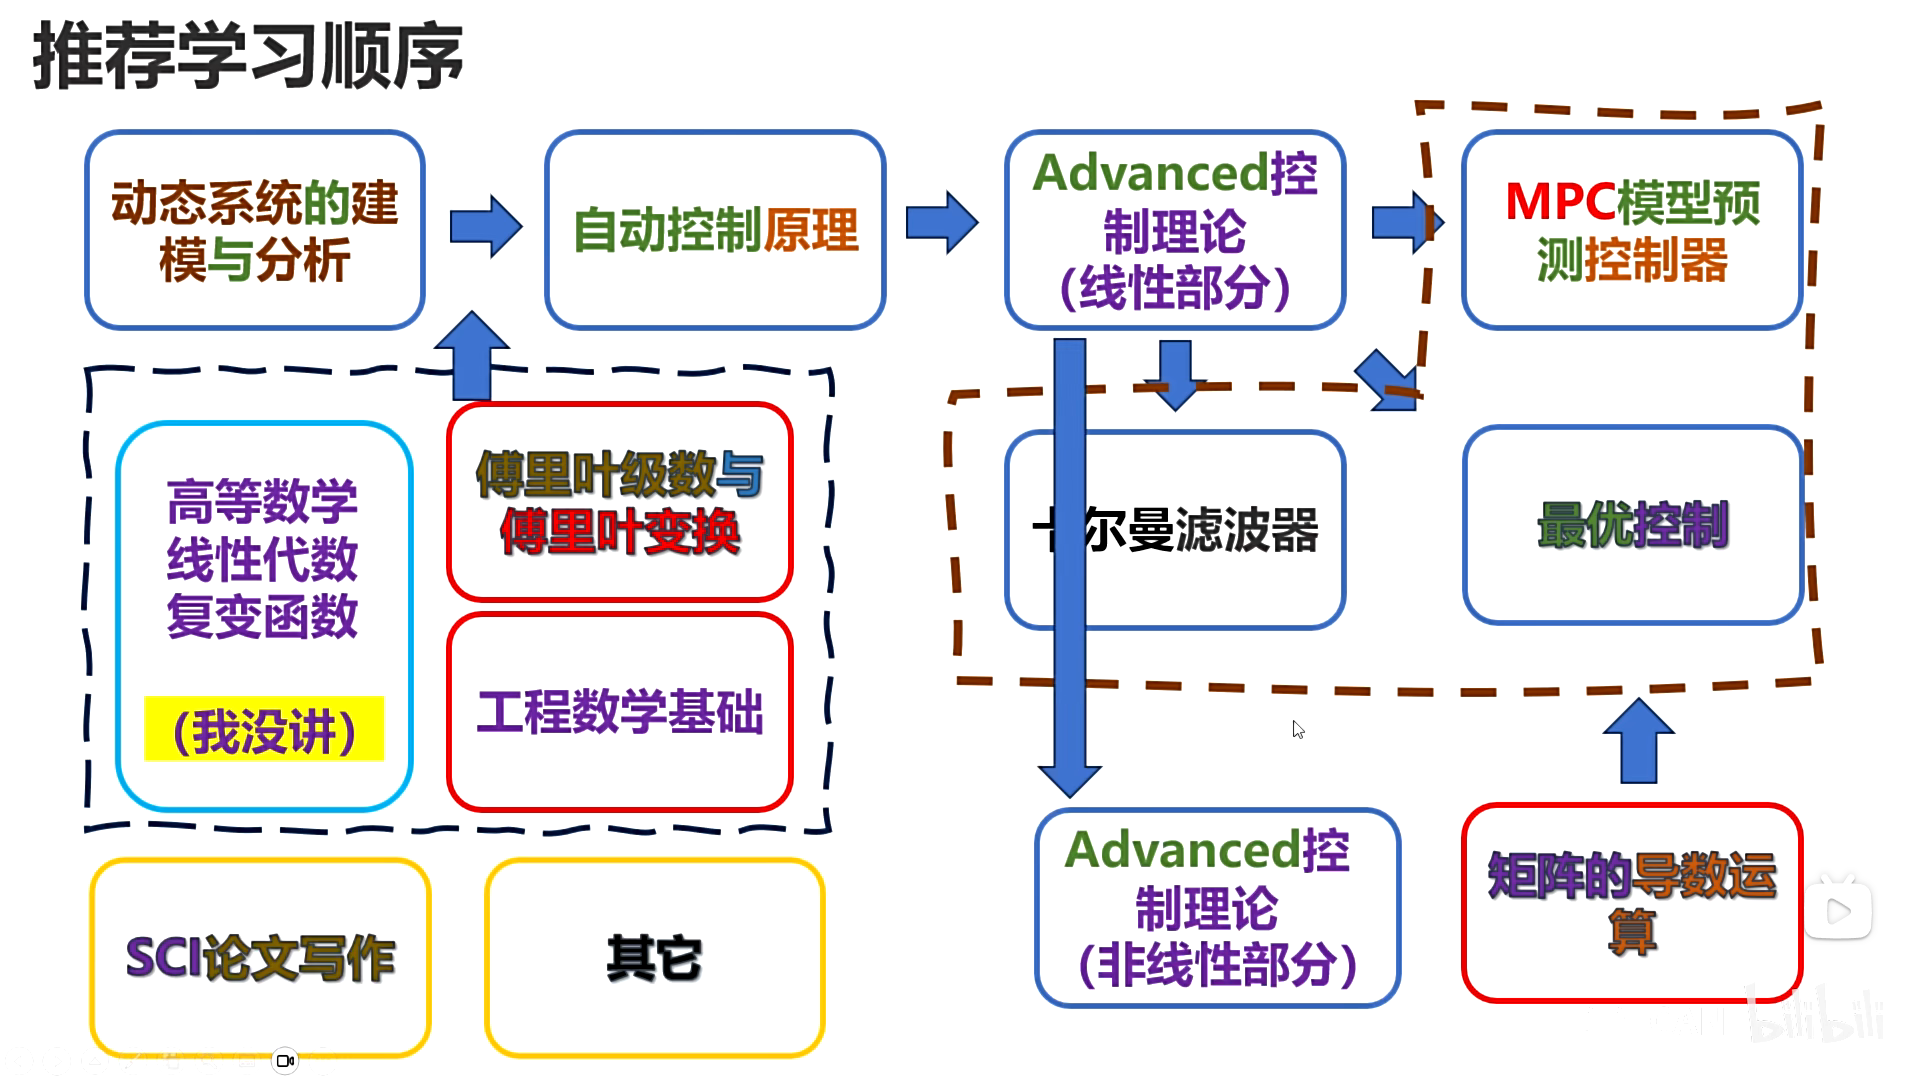 推荐学习顺序
动态系统的建
模与分析
自动控制原理
Advanced控
制理论
（线性部分）
MPC模型预
测控制器
高等数学
线性代数
复变函数
（我没讲）
傅里叶级数与
傅里叶变换
工程数学基础
卡尔曼滤波器
最优控制
SCI论文写作
其它
Advanced控
制理论
（非线性部分）
矩阵的导数运
算
bilibili